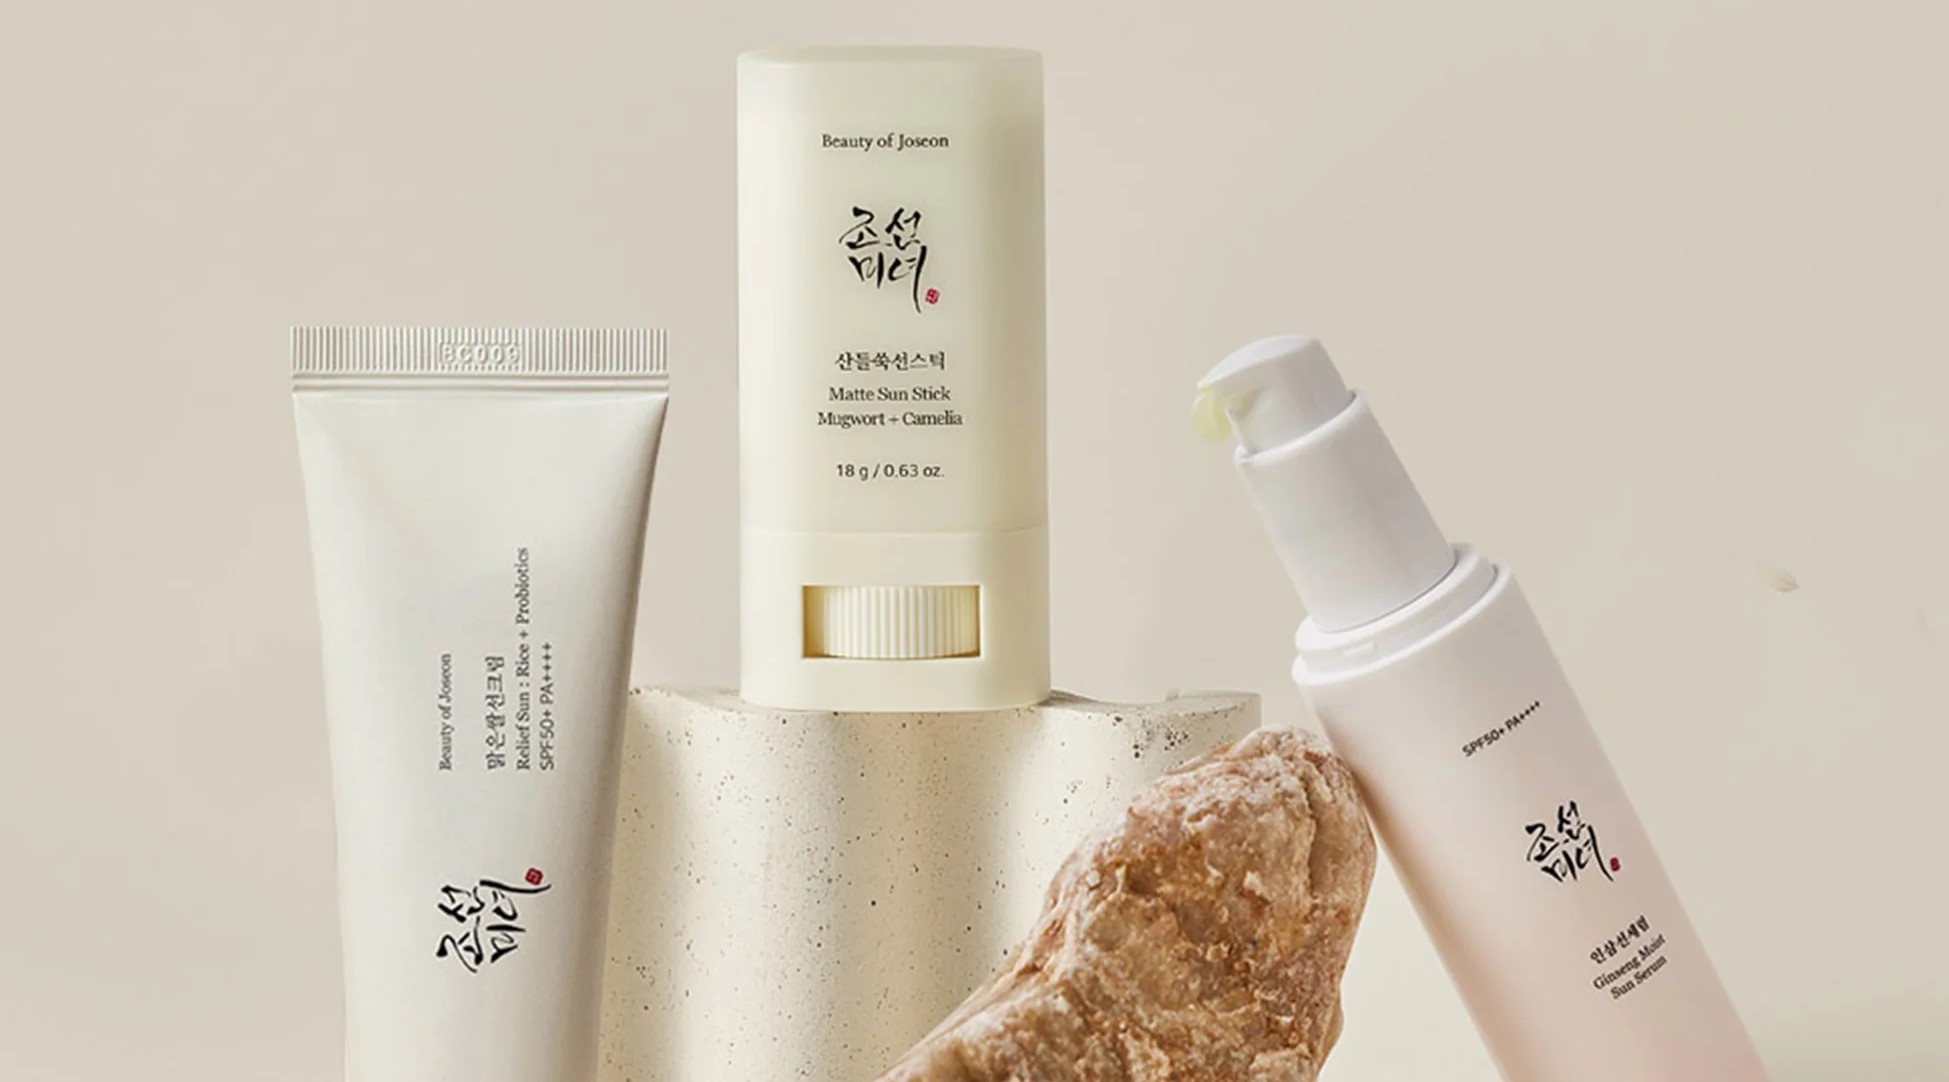 BC009
Beauty of Joseon
맑은쌀선크림
Relief Sun : Rice + Probiotics
SPF50+ PA++++
조선
미녀
Beauty of Joseon
조선
미녀
산들쑥선스틱
Matte Sun Stick
Mugwort + Camelia
18 g / 0.63 oz.
SPF50+ PA++++
조선
미녀
인삼선세럼
Ginseng Moist
Sun Serum